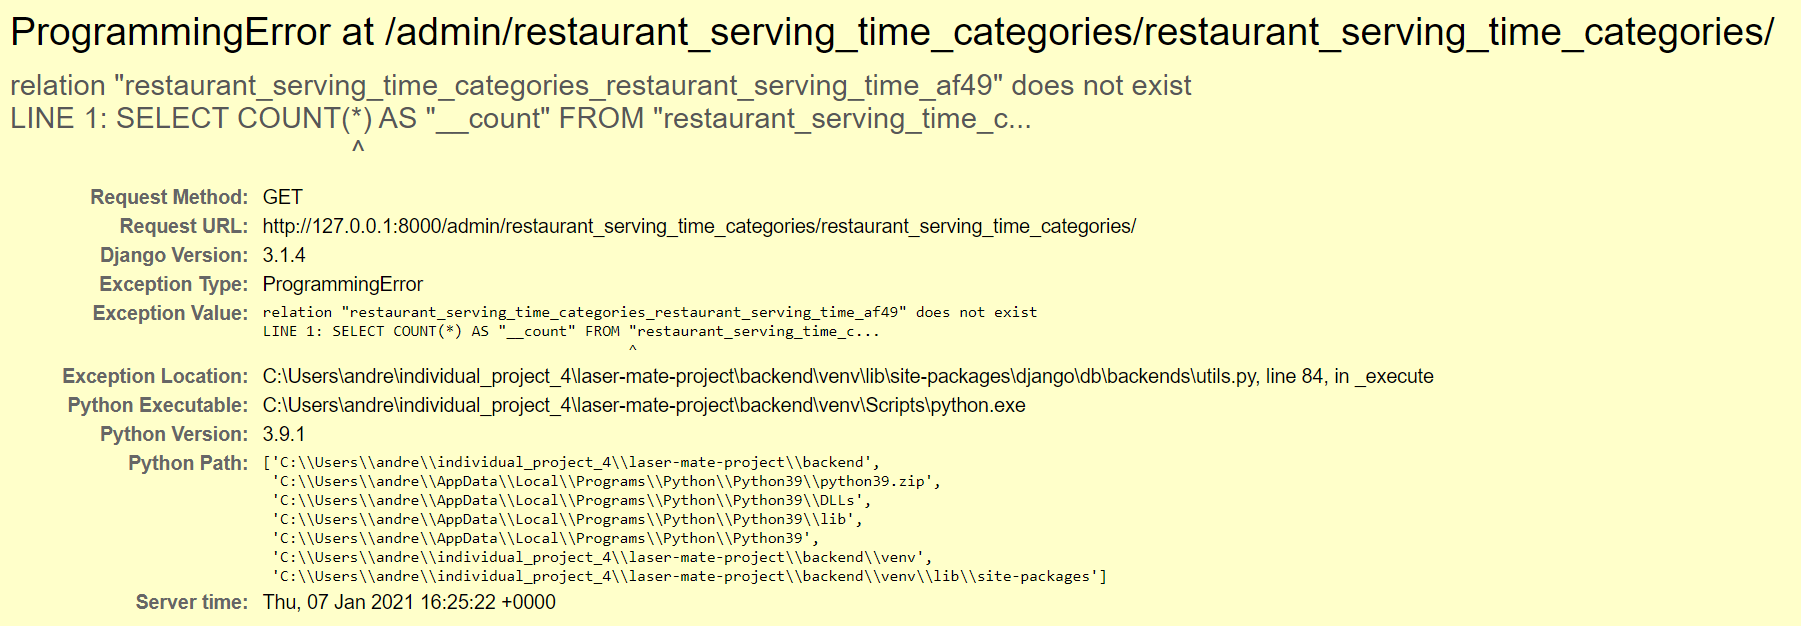 ProgrammingError at /admin/restaurant_serving_time_categories/restaurant_serving_time_categories/
relation "restaurant_serving_time_categories_restaurant_serving_time_af49" does not exist
LINE 1: SELECT COUNT(*) AS "__count" FROM "restaurant_serving_time_c...
^
Request Method: GET
Request URL: http://127.0.0.1:8000/admin/restaurant_serving_time_categories/restaurant_serving_time_categories/
Django Version: 3.1.4
Exception Type: ProgrammingError
Exception Value: relation "restaurant_serving_time_categories_restaurant_serving_time_af49" does not exist
LINE 1: SELECT COUNT(*) AS "__count" FROM "restaurant_serving_time_c...
^
Exception Location: C:\Users\andre\individual_project_4\laser-mate-project\backend\venv\lib\site-packages\django\db\backends\utils.py, line 84, in _execute
Python Executable: C:\Users\andre\individual_project_4\laser-mate-project\backend\venv\Scripts\python.exe
Python Version: 3.9.1
Python Path: ['C:\\Users\\andre\\individual_project_4\\laser-mate-project\\backend',
'C:\\Users\\andre\\AppData\\Local\\Programs\\Python\\Python39\\python39.zip',
'C:\\Users\\andre\\AppData\\Local\\Programs\\Python\\Python39\\DLLs',
'C:\\Users\\andre\\AppData\\Local\\Programs\\Python\\Python39\\lib',
'C:\\Users\\andre\\AppData\\Local\\Programs\\Python\\Python39',
'C:\\Users\\andre\\individual_project_4\\laser-mate-project\\backend\\venv',
'C:\\Users\\andre\\individual_project_4\\laser-mate-project\\backend\\venv\\lib\\site-packages']
Server time: Thu, 07 Jan 2021 16:25:22 +0000